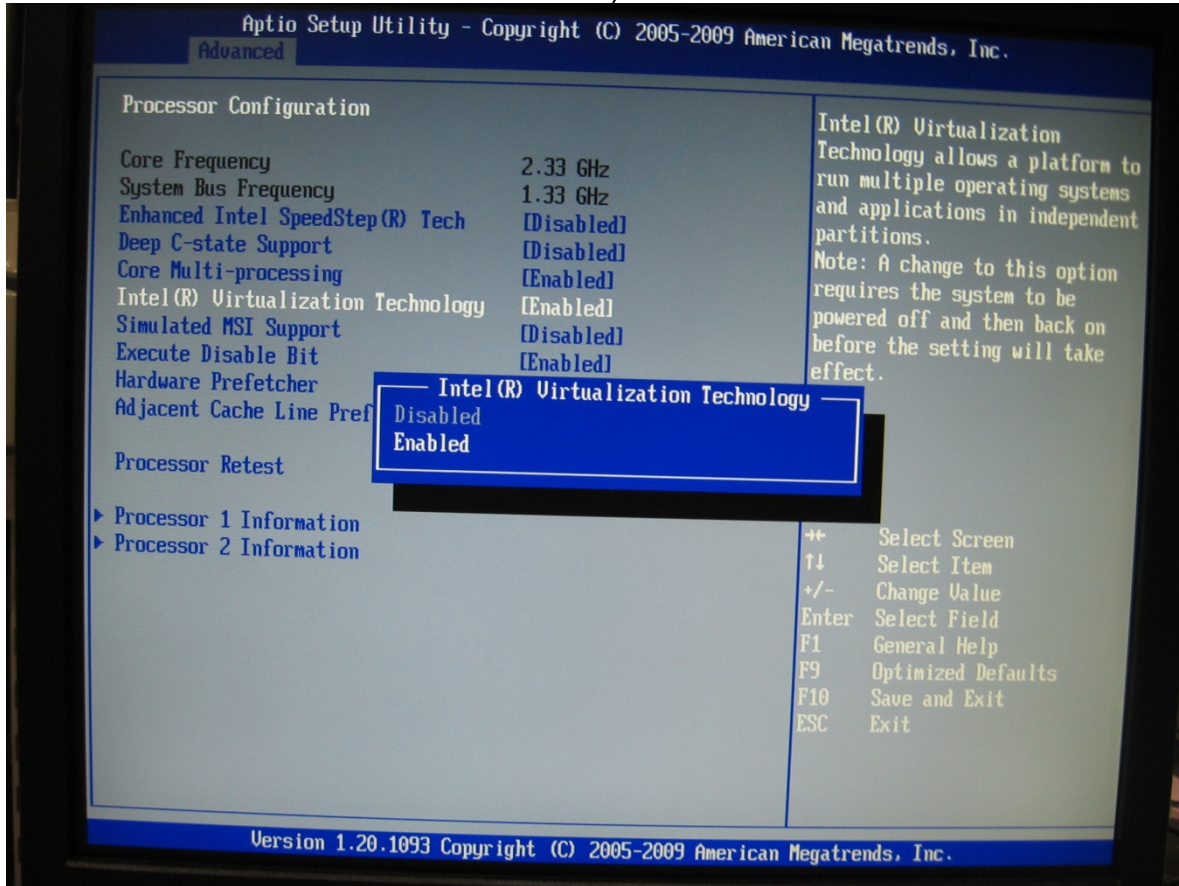 Aptio Setup Utility - Copyright (C) 2005-2009 American Megatrends, Inc.
Advanced
Processor Configuration
Core Frequency 2.33 GHz
System Bus Frequency 1.33 GHz
Enhanced Intel SpeedStep(R) Tech [Disabled]
Deep C-state Support [Disabled]
Core Multi-processing [Enabled]
Intel(R) Virtualization Technology [Enabled]
Simulated MSI Support [Disabled]
Execute Disable Bit [Enabled]
Hardware Prefetcher
Adjacent Cache Line Pref
Processor Retest
Processor 1 Information
Processor 2 Information
Intel(R) Virtualization Technology
Disabled
Enabled
Intel(R) Virtualization
Technology allows a platform to
run multiple operating systems
and applications in independent
partitions.
Note: A change to this option
requires the system to be
powered off and then back on
before the setting will take
effect.
→← Select Screen
↑↓ Select Item
+/- Change Value
Enter Select Field
F1 General Help
F9 Optimized Defaults
F10 Save and Exit
ESC Exit
Version 1.20.1093 Copyright (C) 2005-2009 American Megatrends, Inc.